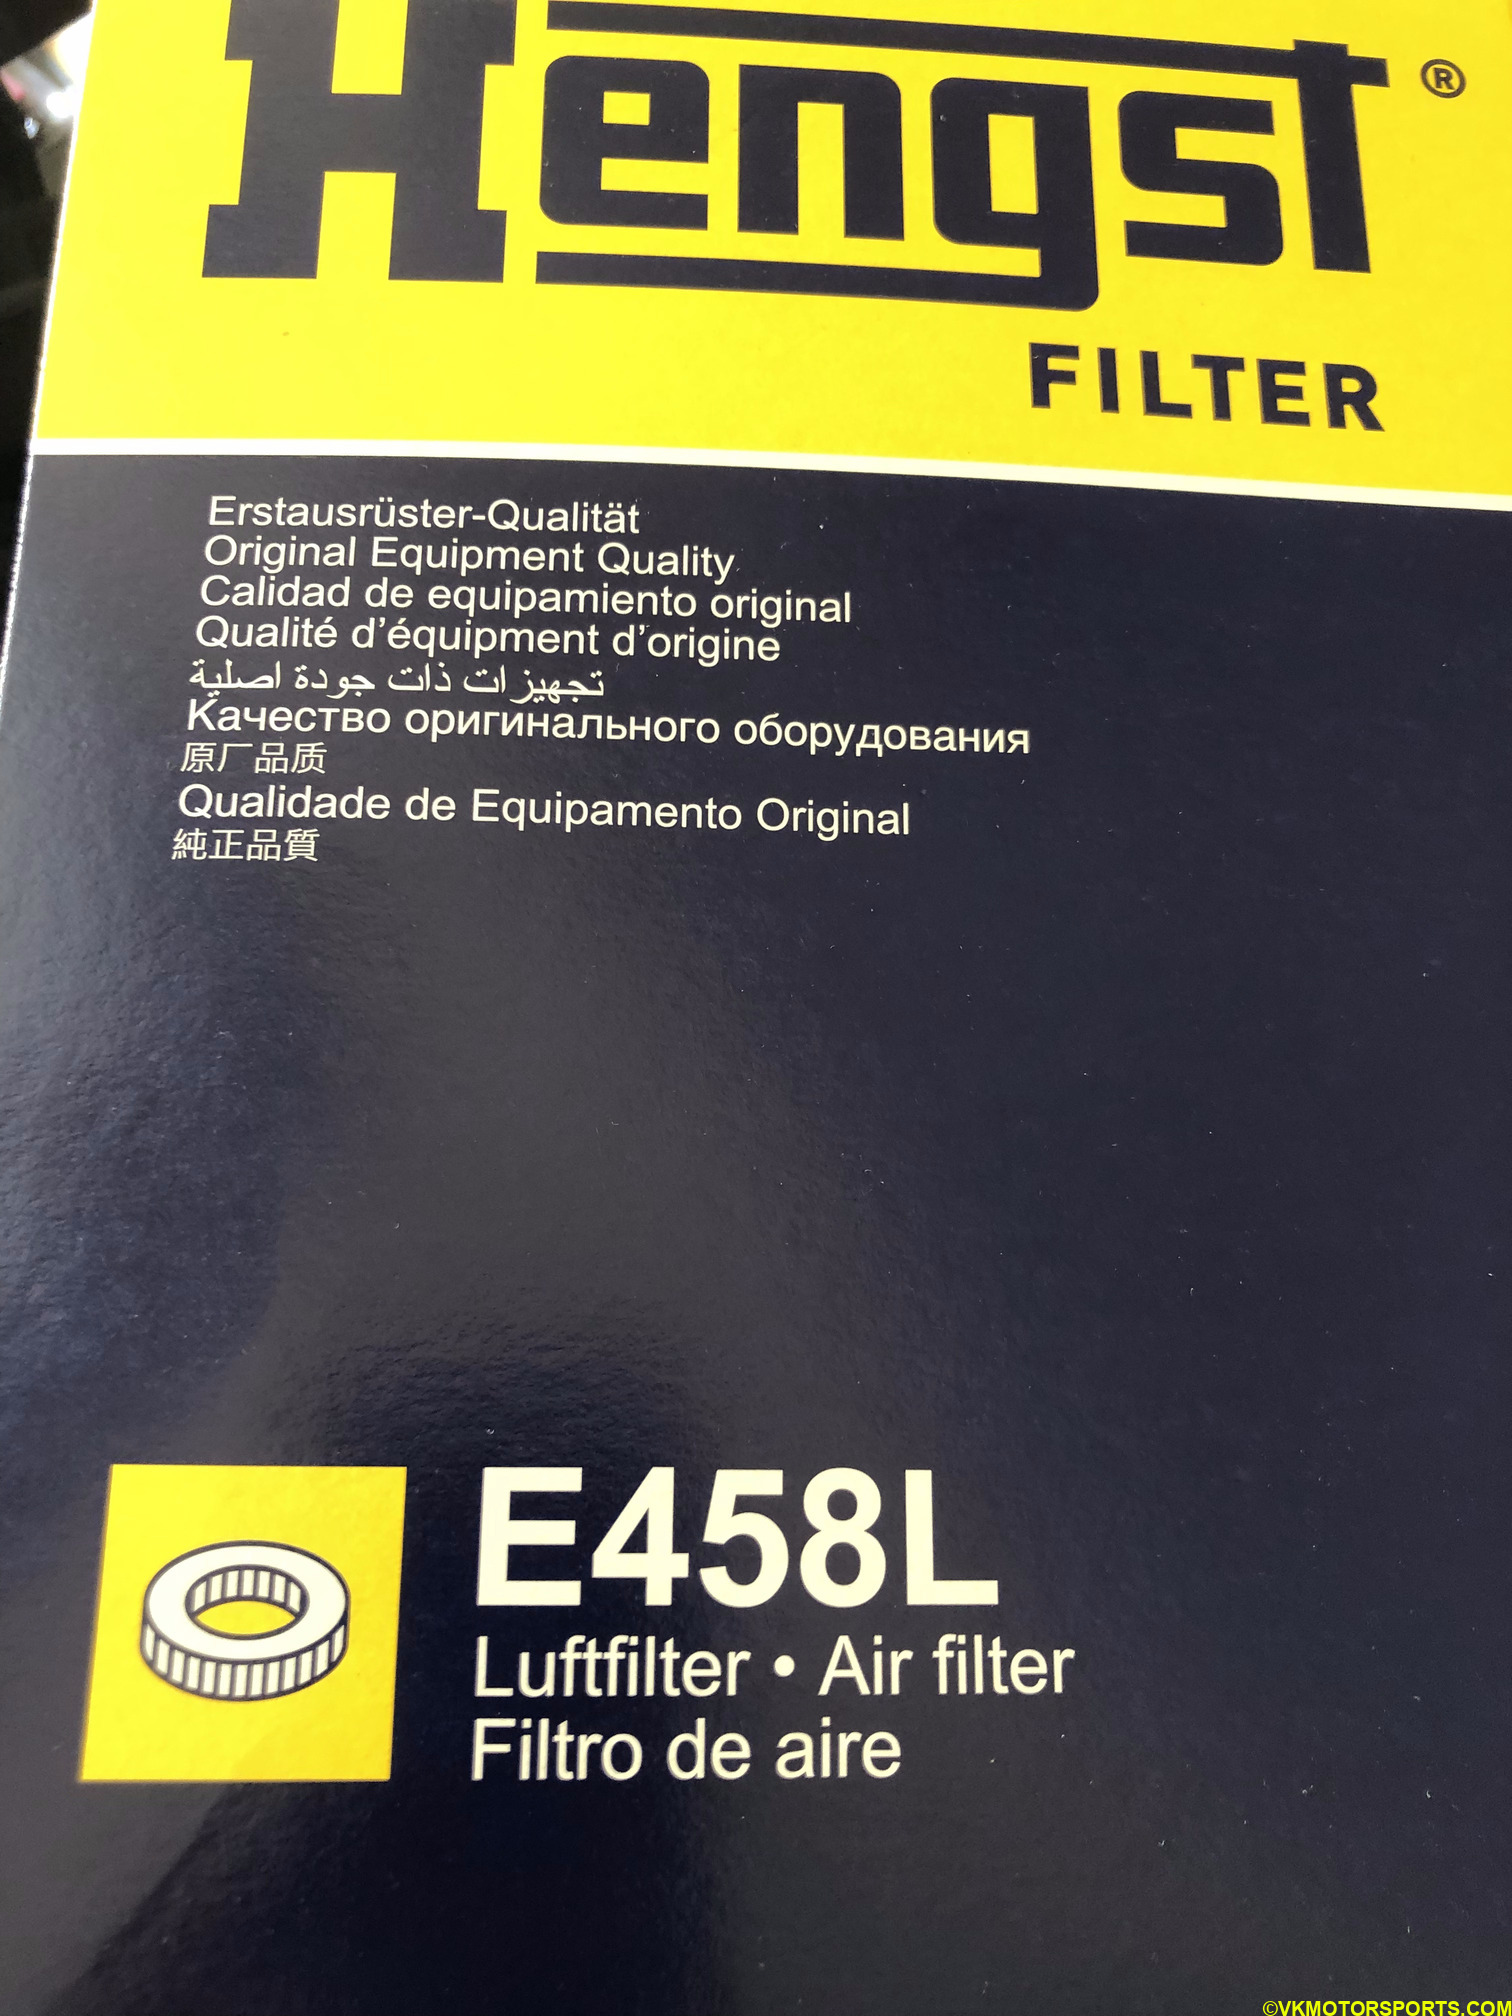 Hengst®
FILTER
Erstausrüster-Qualität
Original Equipment Quality
Calidad de equipamiento original
Qualité d’équipment d’origine
تجهيزات ذات جودة اصلية
Качество оригинального оборудования
原厂品质
Qualidade de Equipamento Original
純正品質
E458L
Luftfilter • Air filter
Filtro de aire
©VKMOTORSPORTS.COM